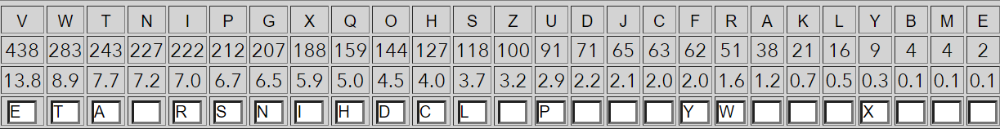 V W T N I P G X Q O H S Z U D J C F R A K L Y B M E
438 283 243 227 222 212 207 188 159 144 127 118 100 91 71 65 63 62 51 38 21 16 9 4 4 2
13.8 8.9 7.7 7.2 7.0 6.7 6.5 5.9 5.0 4.5 4.0 3.7 3.2 2.9 2.2 2.1 2.0 2.0 1.6 1.2 0.7 0.5 0.3 0.1 0.1 0.1
E T A R S N I H D C L P Y W X